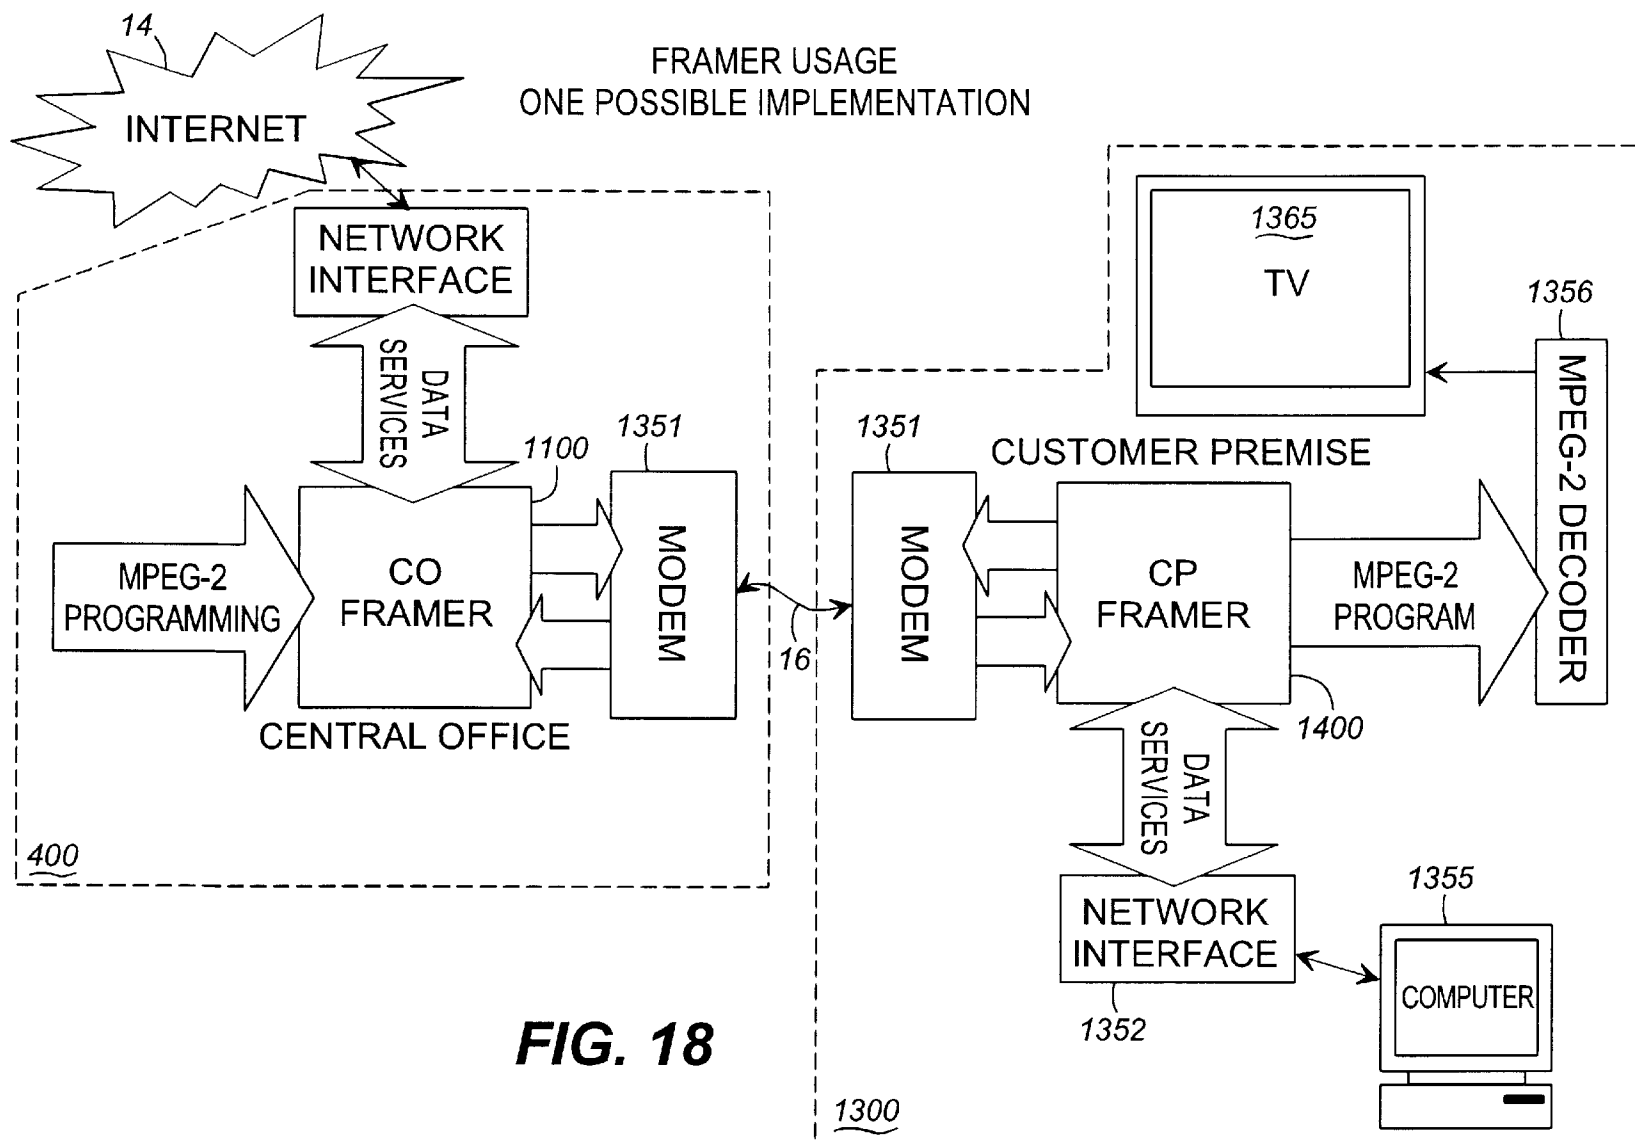 14
INTERNET
FRAMER USAGE
ONE POSSIBLE IMPLEMENTATION
NETWORK
INTERFACE
DATA
SERVICES
1100
1351
MPEG-2
PROGRAMMING
CO
FRAMER
MODEM
CENTRAL OFFICE
400
16
1365
TV
1356
MPEG-2 DECODER
CUSTOMER PREMISE
1351
MODEM
CP
FRAMER
MPEG-2
PROGRAM
1400
DATA
SERVICES
NETWORK
INTERFACE
1352
1355
COMPUTER
1300
FIG. 18